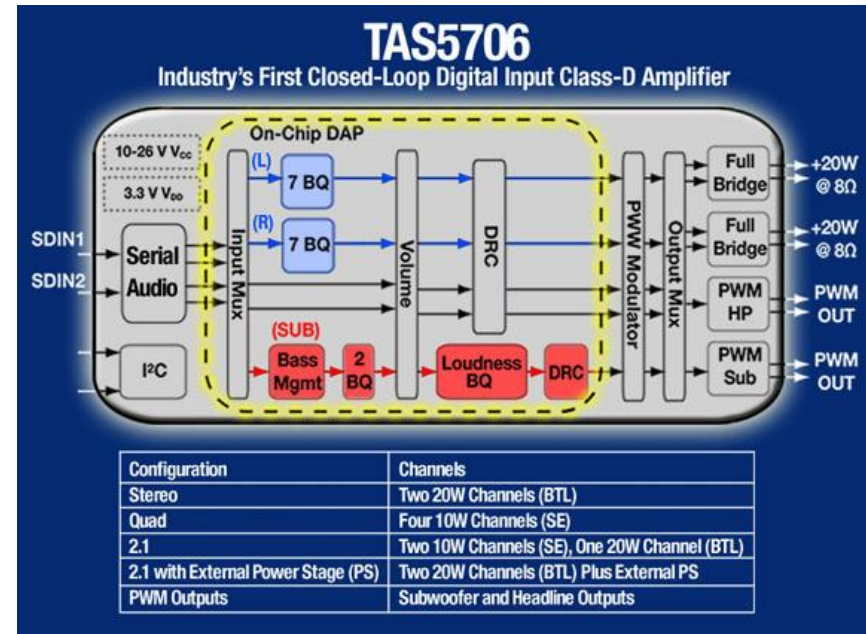 TAS5706
Industry's First Closed-Loop Digital Input Class-D Amplifier
On-Chip DAP
10-26 V Vcc
3.3 V VDD
SDIN1
SDIN2
Serial
Audio
I²C
Input Mux
(L)
7 BQ
(R)
7 BQ
(SUB)
Bass
Mgmt
2
BQ
Volume
DRC
Loudness
BQ
DRC
PWW Modulator
Output Mux
Full
Bridge
+20W
@ 8Ω
Full
Bridge
+20W
@ 8Ω
PWM
HP
PWM
OUT
PWM
Sub
PWM
OUT
Configuration Channels
Stereo Two 20W Channels (BTL)
Quad Four 10W Channels (SE)
2.1 Two 10W Channels (SE), One 20W Channel (BTL)
2.1 with External Power Stage (PS) Two 20W Channels (BTL) Plus External PS
PWM Outputs Subwoofer and Headline Outputs